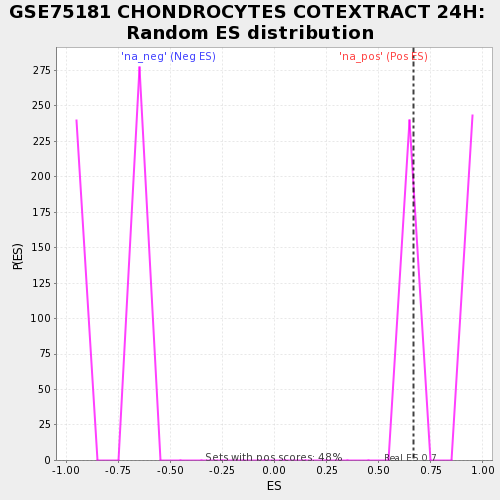 GSE75181 CHONDROCYTES COTEXTRACT 24H:
Random ES distribution
'na_neg' (Neg ES) 'na_pos' (Pos ES)
275
250
225
200
175
150
125
100
75
50
25
0
P(ES)
Sets with pos scores: 48% Real ES 0.7
-1.00 -0.75 -0.50 -0.25 0.00 0.25 0.50 0.75 1.00
ES